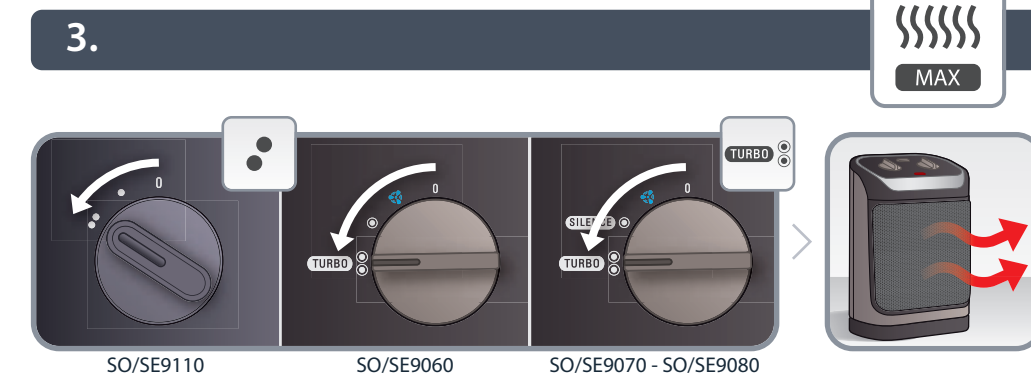 3.
MAX
TURBO
0
0
0
SILENCE
TURBO
TURBO
SO/SE9110
SO/SE9060
SO/SE9070 - SO/SE9080